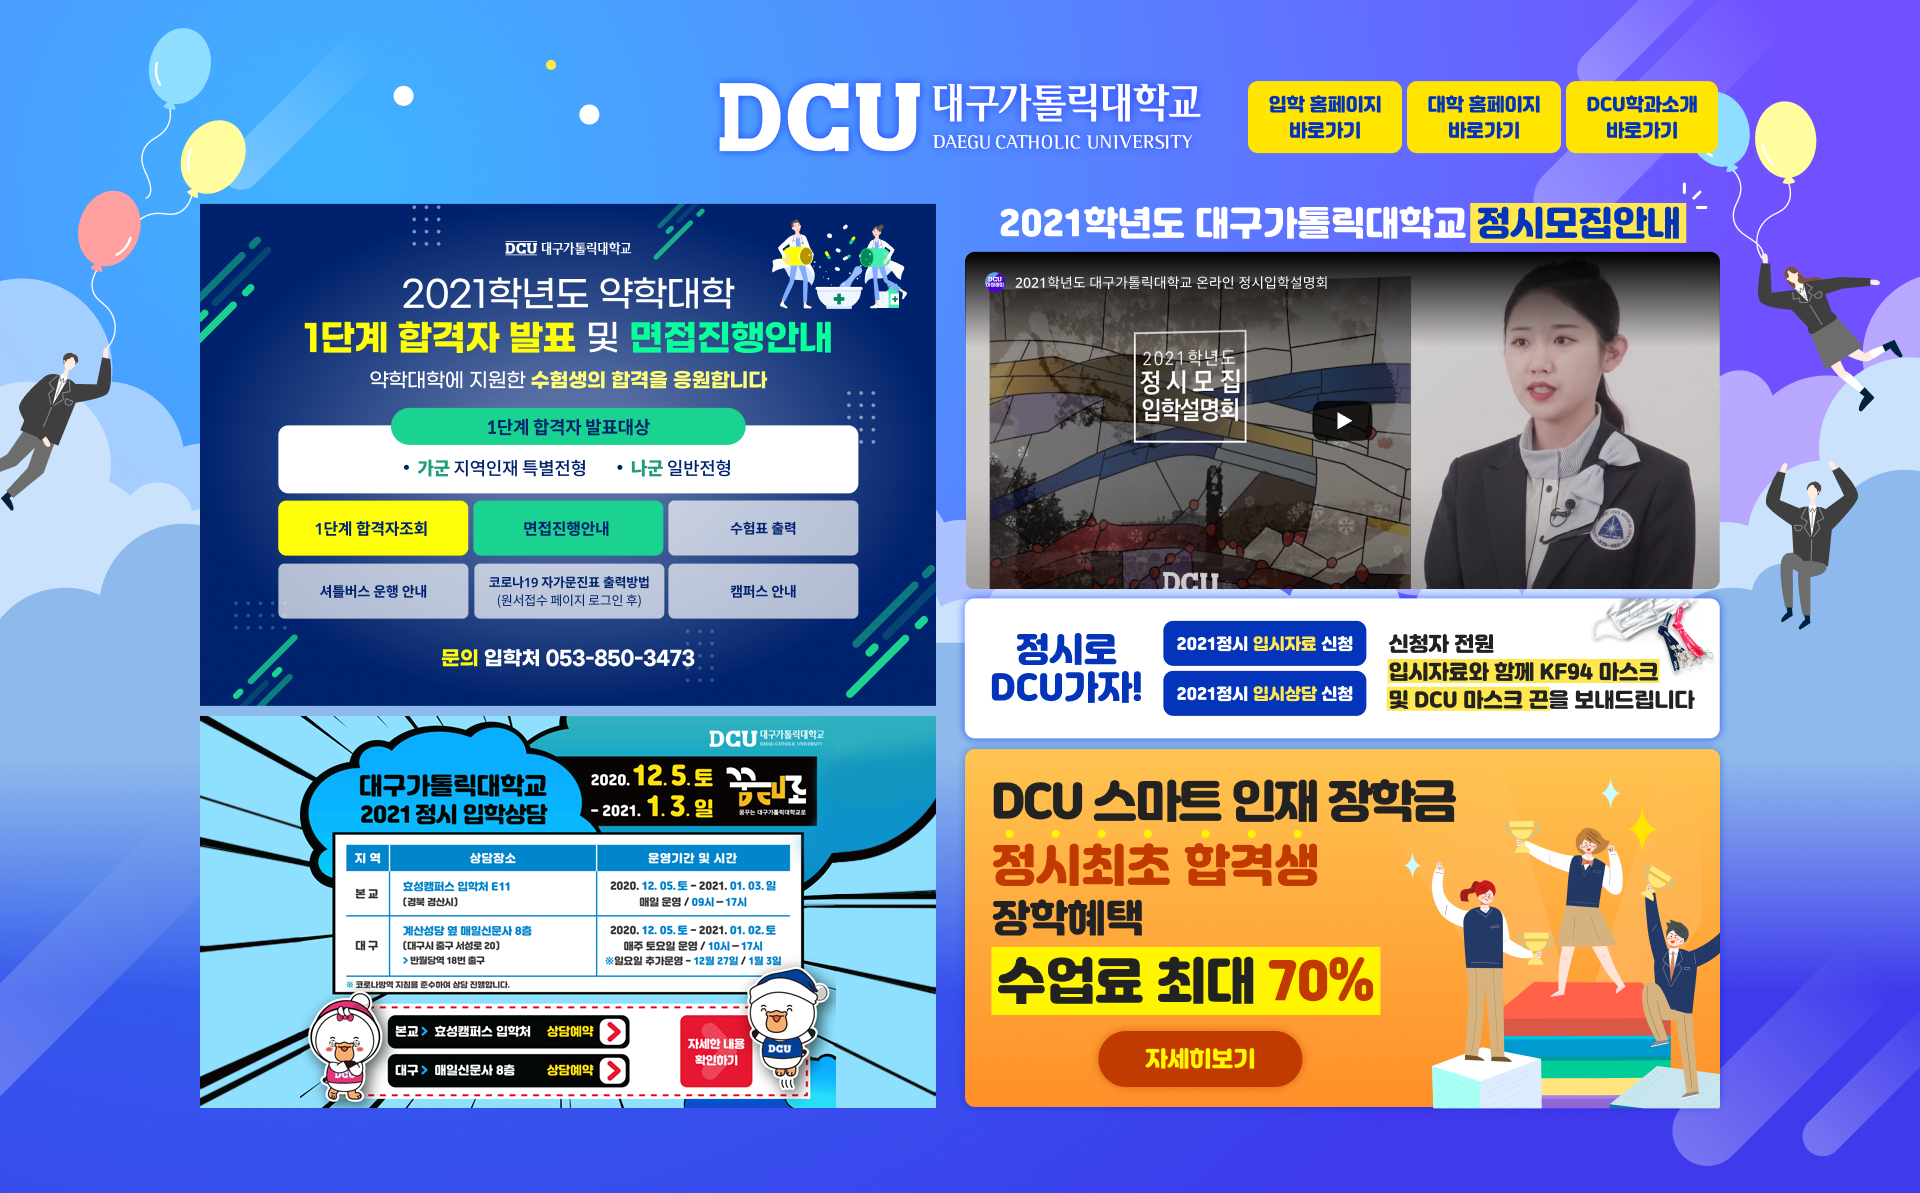 DCU 대구가톨릭대학교
DAEGU CATHOLIC UNIVERSITY
입학 홈페이지
바로가기
대학 홈페이지
바로가기
DCU학과소개
바로가기
DCU 대구가톨릭대학교
2021학년도 약학대학
1단계 합격자 발표 및 면접진행안내
약학대학에 지원한 수험생의 합격을 응원합니다
1단계 합격자 발표대상
• 가군 지역인재 특별전형 • 나군 일반전형
1단계 합격자조회
면접진행안내
수험표 출력
셔틀버스 운행 안내
코로나19 자가문진표 출력방법
(원서접수 페이지 로그인 후)
캠퍼스 안내
문의 입학처 053-850-3473
DCU 대구가톨릭대학교
DAEGU CATHOLIC UNIVERSITY
대구가톨릭대학교
2021 정시 입학상담
2020. 12. 5. 토
- 2021. 1. 3. 일
꿈꾸는 대구가톨릭대학교로
지 역 상담장소 운영기간 및 시간
본 교
효성캠퍼스 입학처 E11
(경북 경산시)
2020. 12. 05. 토 - 2021. 01. 03. 일
매일 운영 / 09시 – 17시
대 구
계산성당 옆 매일신문사 8층
(대구시 중구 서성로 20)
> 반월당역 18번 출구
2020. 12. 05. 토 - 2021. 01. 02. 토
매주 토요일 운영 / 10시 – 17시
※일요일 추가운영 - 12월 27일 / 1월 3일
※ 코로나방역 지침을 준수하여 상담 진행합니다.
본교 > 효성캠퍼스 입학처 상담예약
대구 > 매일신문사 8층 상담예약
자세한 내용
확인하기
DCU
DCU
2021학년도 대구가톨릭대학교 정시모집안내
2021학년도 대구가톨릭대학교 온라인 정시입학설명회
2021학년도
정시모집
입학설명회
DCU
정시로
DCU가자!
2021정시 입시자료 신청
2021정시 입시상담 신청
신청자 전원
입시자료와 함께 KF94 마스크
및 DCU 마스크 끈을 보내드립니다
DCU 스마트 인재 장학금
정시최초 합격생
장학혜택
수업료 최대 70%
자세히보기